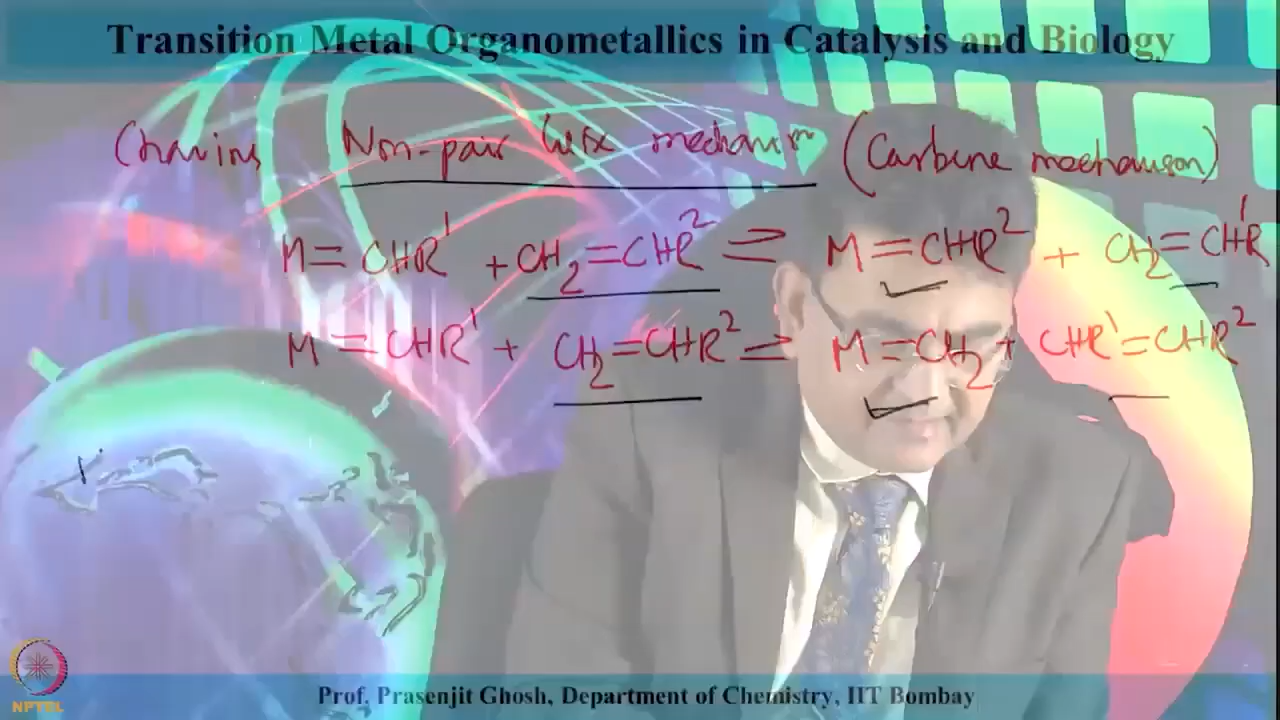 Transition Metal Organometallics in Catalysis and Biology
Non-pair wise mechanism (Carbene mechanism)
M=CHR¹ + CH₂=CHR² ⇌ M=CHR² + CH₂=CHR¹
M=CHR¹ + CH₂=CHR² ⇌ M=CH₂ + CHR¹=CHR²
Prof. Prasenjit Ghosh, Department of Chemistry, IIT Bombay
NPTEL